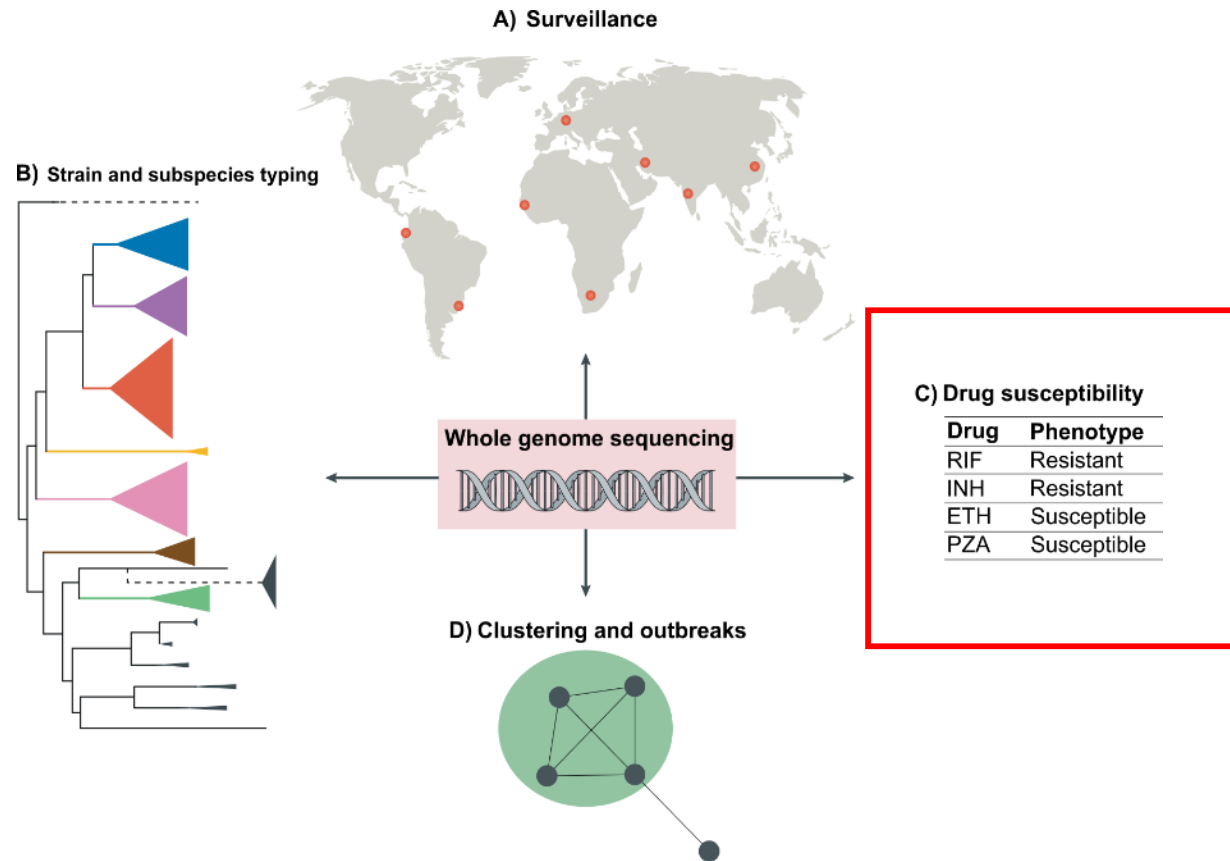 A) Surveillance
B) Strain and subspecies typing
Whole genome sequencing
C) Drug susceptibility
Drug Phenotype
RIF Resistant
INH Resistant
ETH Susceptible
PZA Susceptible
D) Clustering and outbreaks